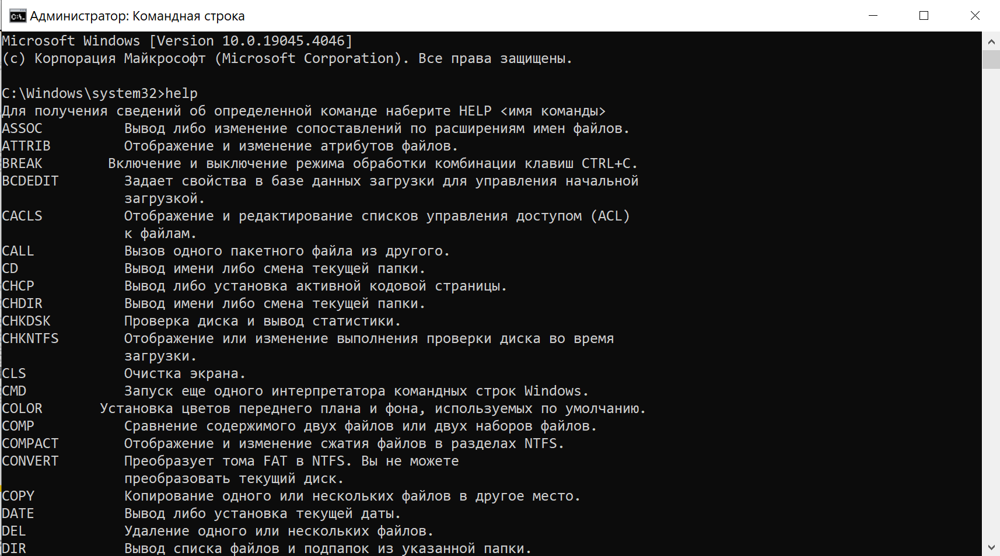 Администратор: Командная строка
Microsoft Windows [Version 10.0.19045.4046]
(c) Корпорация Майкрософт (Microsoft Corporation). Все права защищены.
C:\Windows\system32>help
Для получения сведений об определенной команде наберите HELP <имя команды>
ASSOC          Вывод либо изменение сопоставлений по расширениям имен файлов.
ATTRIB         Отображение и изменение атрибутов файлов.
BREAK        Включение и выключение режима обработки комбинации клавиш CTRL+C.
BCDEDIT        Задает свойства в базе данных загрузки для управления начальной
               загрузкой.
CACLS          Отображение и редактирование списков управления доступом (ACL)
               к файлам.
CALL           Вызов одного пакетного файла из другого.
CD             Вывод имени либо смена текущей папки.
CHCP           Вывод либо установка активной кодовой страницы.
CHDIR          Вывод имени либо смена текущей папки.
CHKDSK         Проверка диска и вывод статистики.
CHKNTFS        Отображение или изменение выполнения проверки диска во время
               загрузки.
CLS            Очистка экрана.
CMD            Запуск еще одного интерпретатора командных строк Windows.
COLOR       Установка цветов переднего плана и фона, используемых по умолчанию.
COMP           Сравнение содержимого двух файлов или двух наборов файлов.
COMPACT        Отображение и изменение сжатия файлов в разделах NTFS.
CONVERT        Преобразует тома FAT в NTFS. Вы не можете
               преобразовать текущий диск.
COPY           Копирование одного или нескольких файлов в другое место.
DATE           Вывод либо установка текущей даты.
DEL            Удаление одного или нескольких файлов.
DIR            Вывод списка файлов и подпапок из указанной папки.